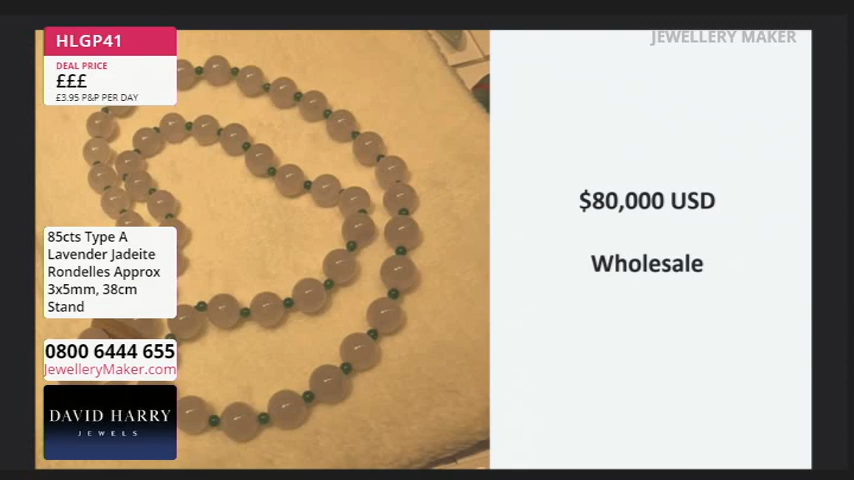 HLGP41
DEAL PRICE
£££
£3.95 P&P PER DAY
85cts Type A
Lavender Jadeite
Rondelles Approx
3x5mm, 38cm
Stand
0800 6444 655
JewelleryMaker.com
DAVID HARRY
JEWELS
JEWELLERY MAKER
$80,000 USD
Wholesale